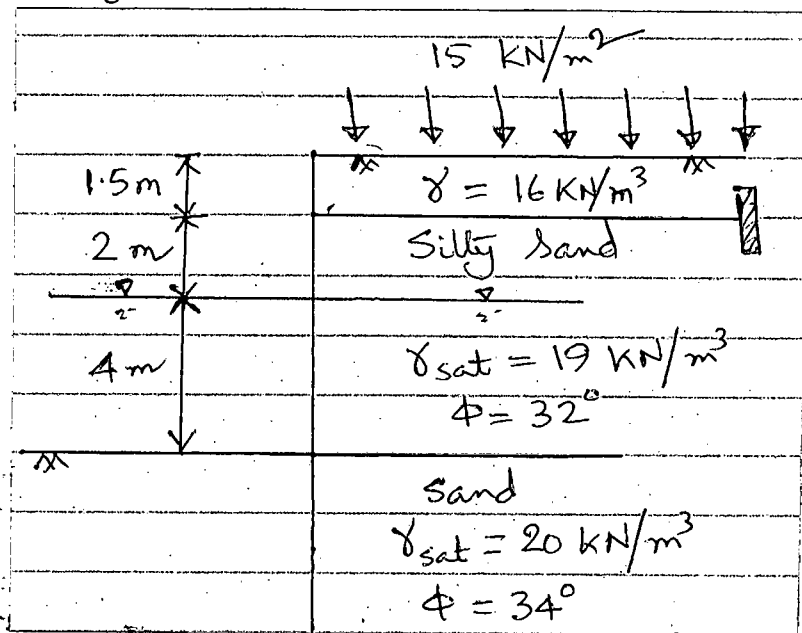 15 KN/m²
1.5m
γ = 16 KN/m³
2 m
Silty Sand
4 m
γsat = 19 KN/m³
Φ = 32°
Sand
γsat = 20 KN/m³
Φ = 34°